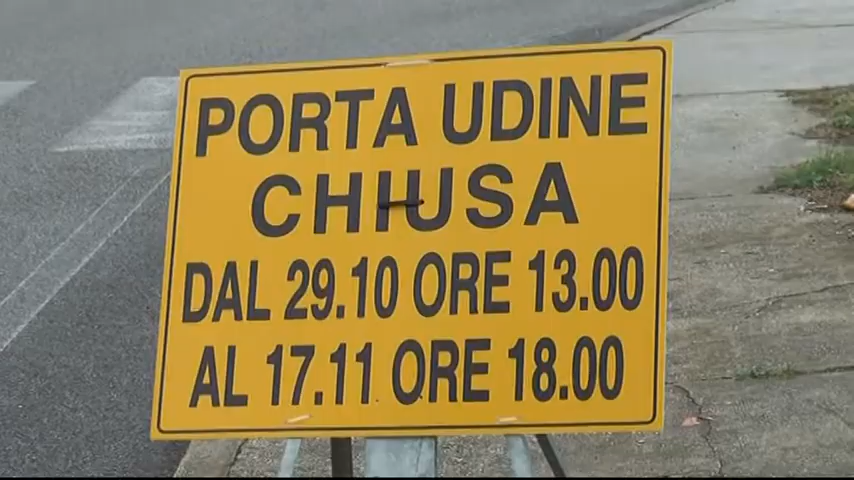 PORTA UDINE
CHIUSA
DAL 29.10 ORE 13.00
AL 17.11 ORE 18.00